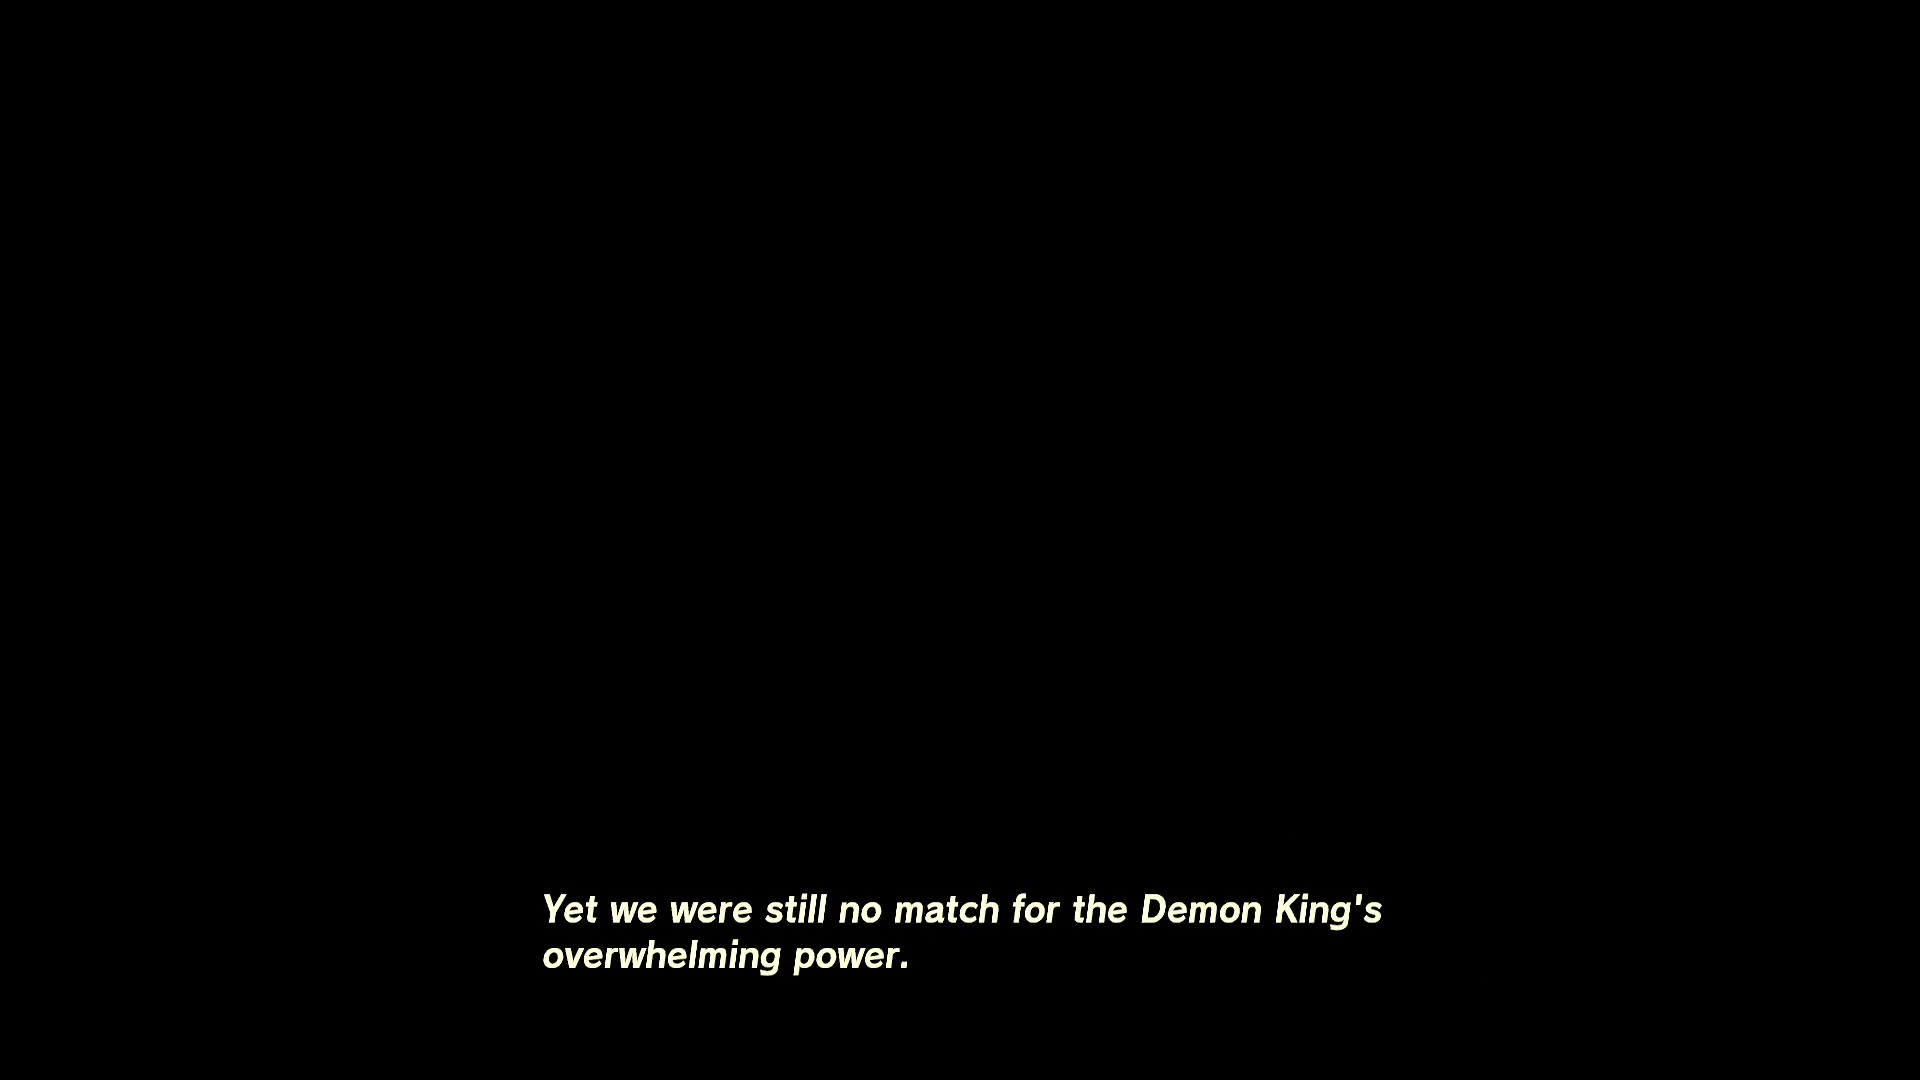 Yet we were still no match for the Demon King's
overwhelming power.